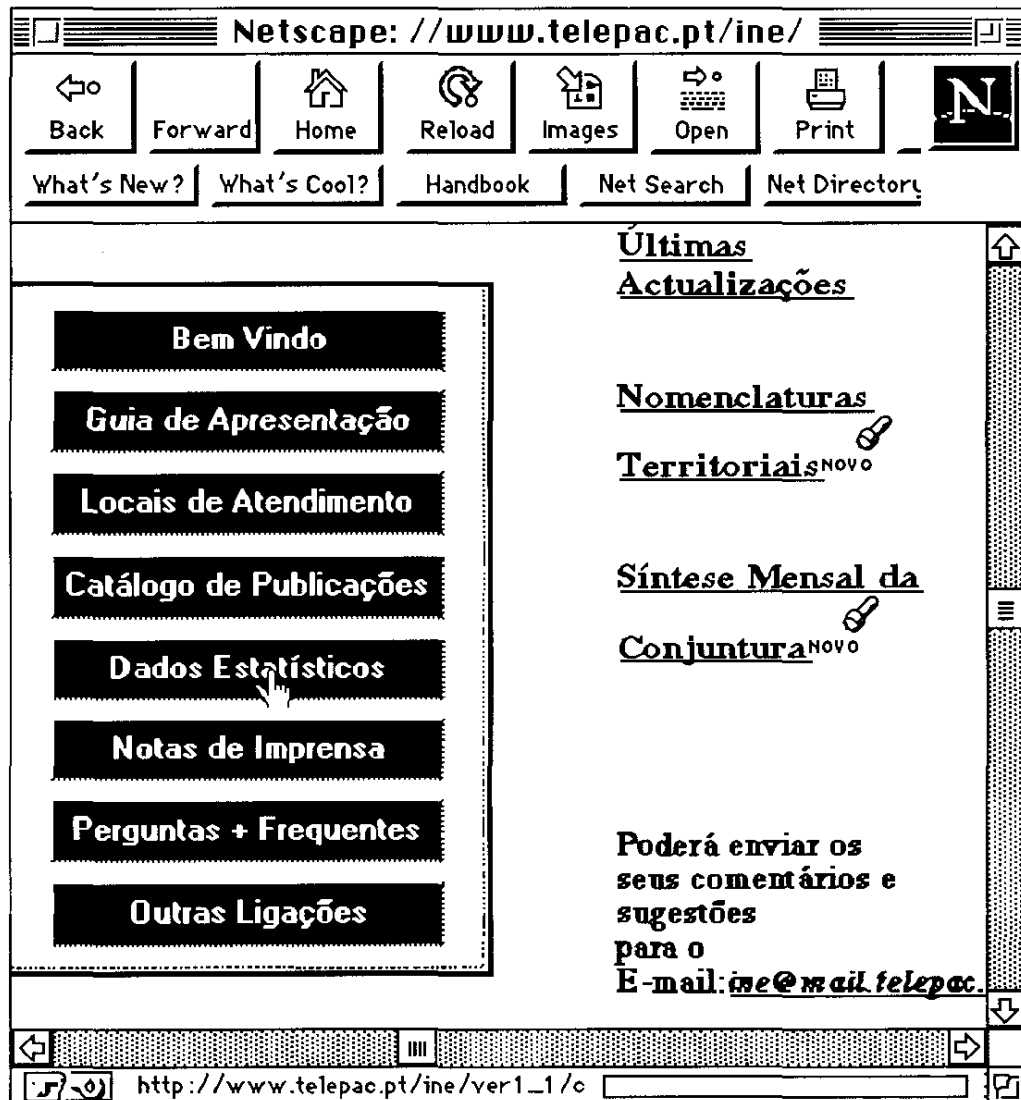 Netscape: //www.telepac.pt/ine/
Back Forward Home Reload Images Open Print N
What's New? What's Cool? Handbook Net Search Net Directory
Últimas
Actualizações
Bem Vindo
Guia de Apresentação
Locais de Atendimento
Catálogo de Publicações
Dados Estatísticos
Notas de Imprensa
Perguntas + Frequentes
Outras Ligações
Nomenclaturas
Territoriais NOVO
Síntese Mensal da
Conjuntura NOVO
Poderá enviar os
seus comentários e
sugestões
para o
E-mail: ine@mail.telepac.
http://www.telepac.pt/ine/ver1_1/c